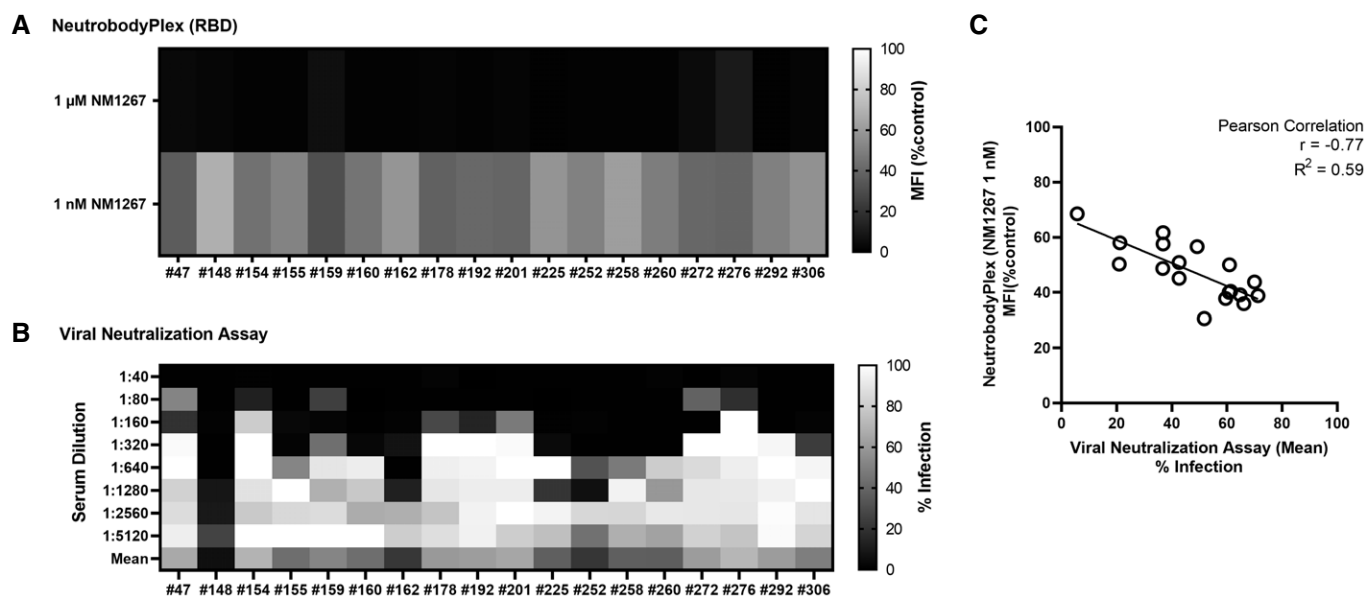 A NeutrobodyPlex (RBD)
1 µM NM1267
1 nM NM1267
#47 #148 #154 #155 #159 #160 #162 #178 #192 #201 #225 #252 #258 #260 #272 #276 #292 #306
100
80
60
40
20
0
MFI (%control)
B Viral Neutralization Assay
Serum Dilution
1:40
1:80
1:160
1:320
1:640
1:1280
1:2560
1:5120
Mean
#47 #148 #154 #155 #159 #160 #162 #178 #192 #201 #225 #252 #258 #260 #272 #276 #292 #306
100
80
60
40
20
0
% Infection
C
Pearson Correlation
r = -0.77
R² = 0.59
NeutrobodyPlex (NM1267 1 nM)
MFI(%control)
100
80
60
40
20
0
0 20 40 60 80 100
Viral Neutralization Assay (Mean)
% Infection